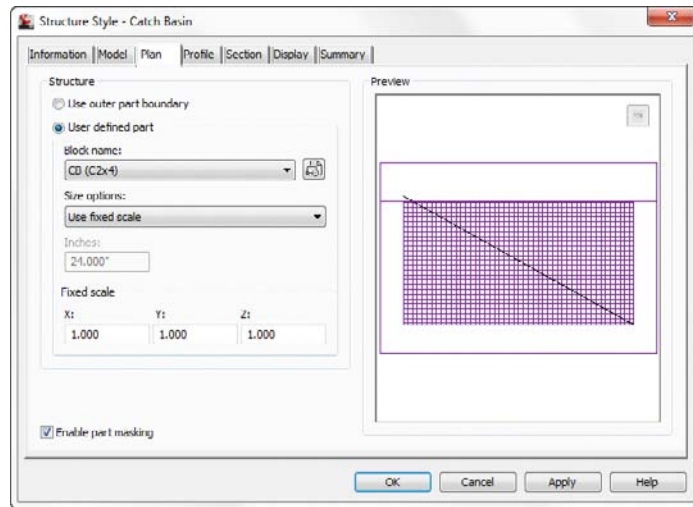 Structure Style - Catch Basin
Information Model Plan Profile Section Display Summary
Structure
Use outer part boundary
User defined part
Block name:
CB (C2x4)
Size options:
Use fixed scale
Inches:
24.000"
Fixed scale
X: Y: Z:
1.000 1.000 1.000
Enable part masking
Preview
OK Cancel Apply Help